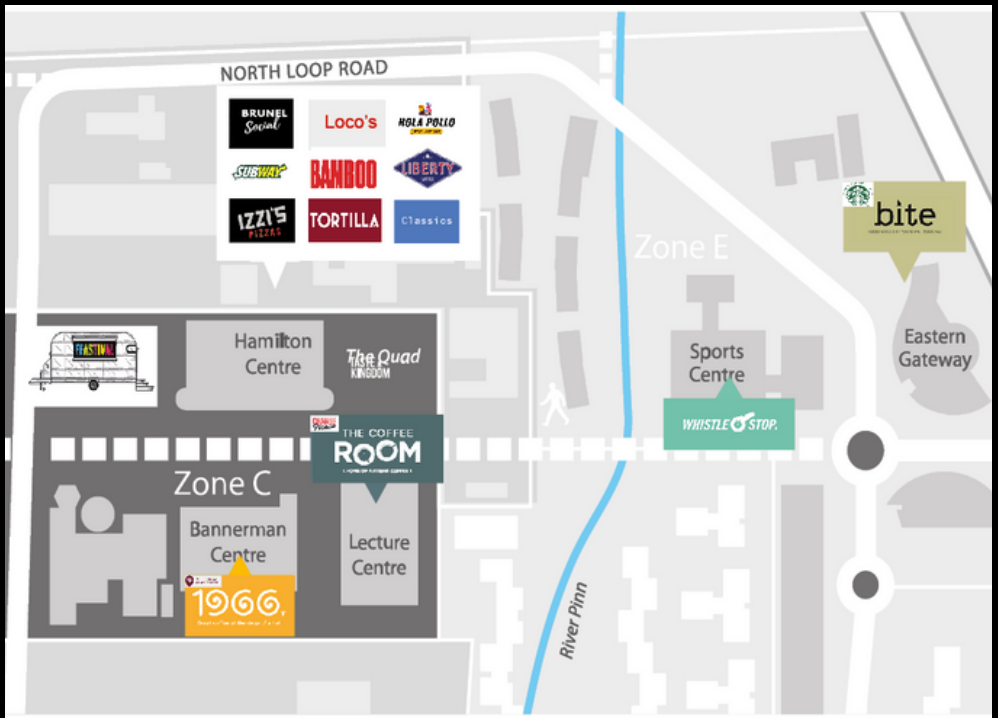 NORTH LOOP ROAD
BRUNEL
Social
Loco's
HOLA POLLO
SUBWAY
BAMBOO
LIBERTY
IZZI'S
PIZZAS
TORTILLA
Classics
Zone E
bite
Hamilton
Centre
The Quad
TASTE
KINGDOM
FEASTIVAL
Sports
Centre
Eastern
Gateway
WHISTLE STOP.
THE COFFEE
ROOM
Zone C
Bannerman
Centre
Lecture
Centre
1966
River Pinn